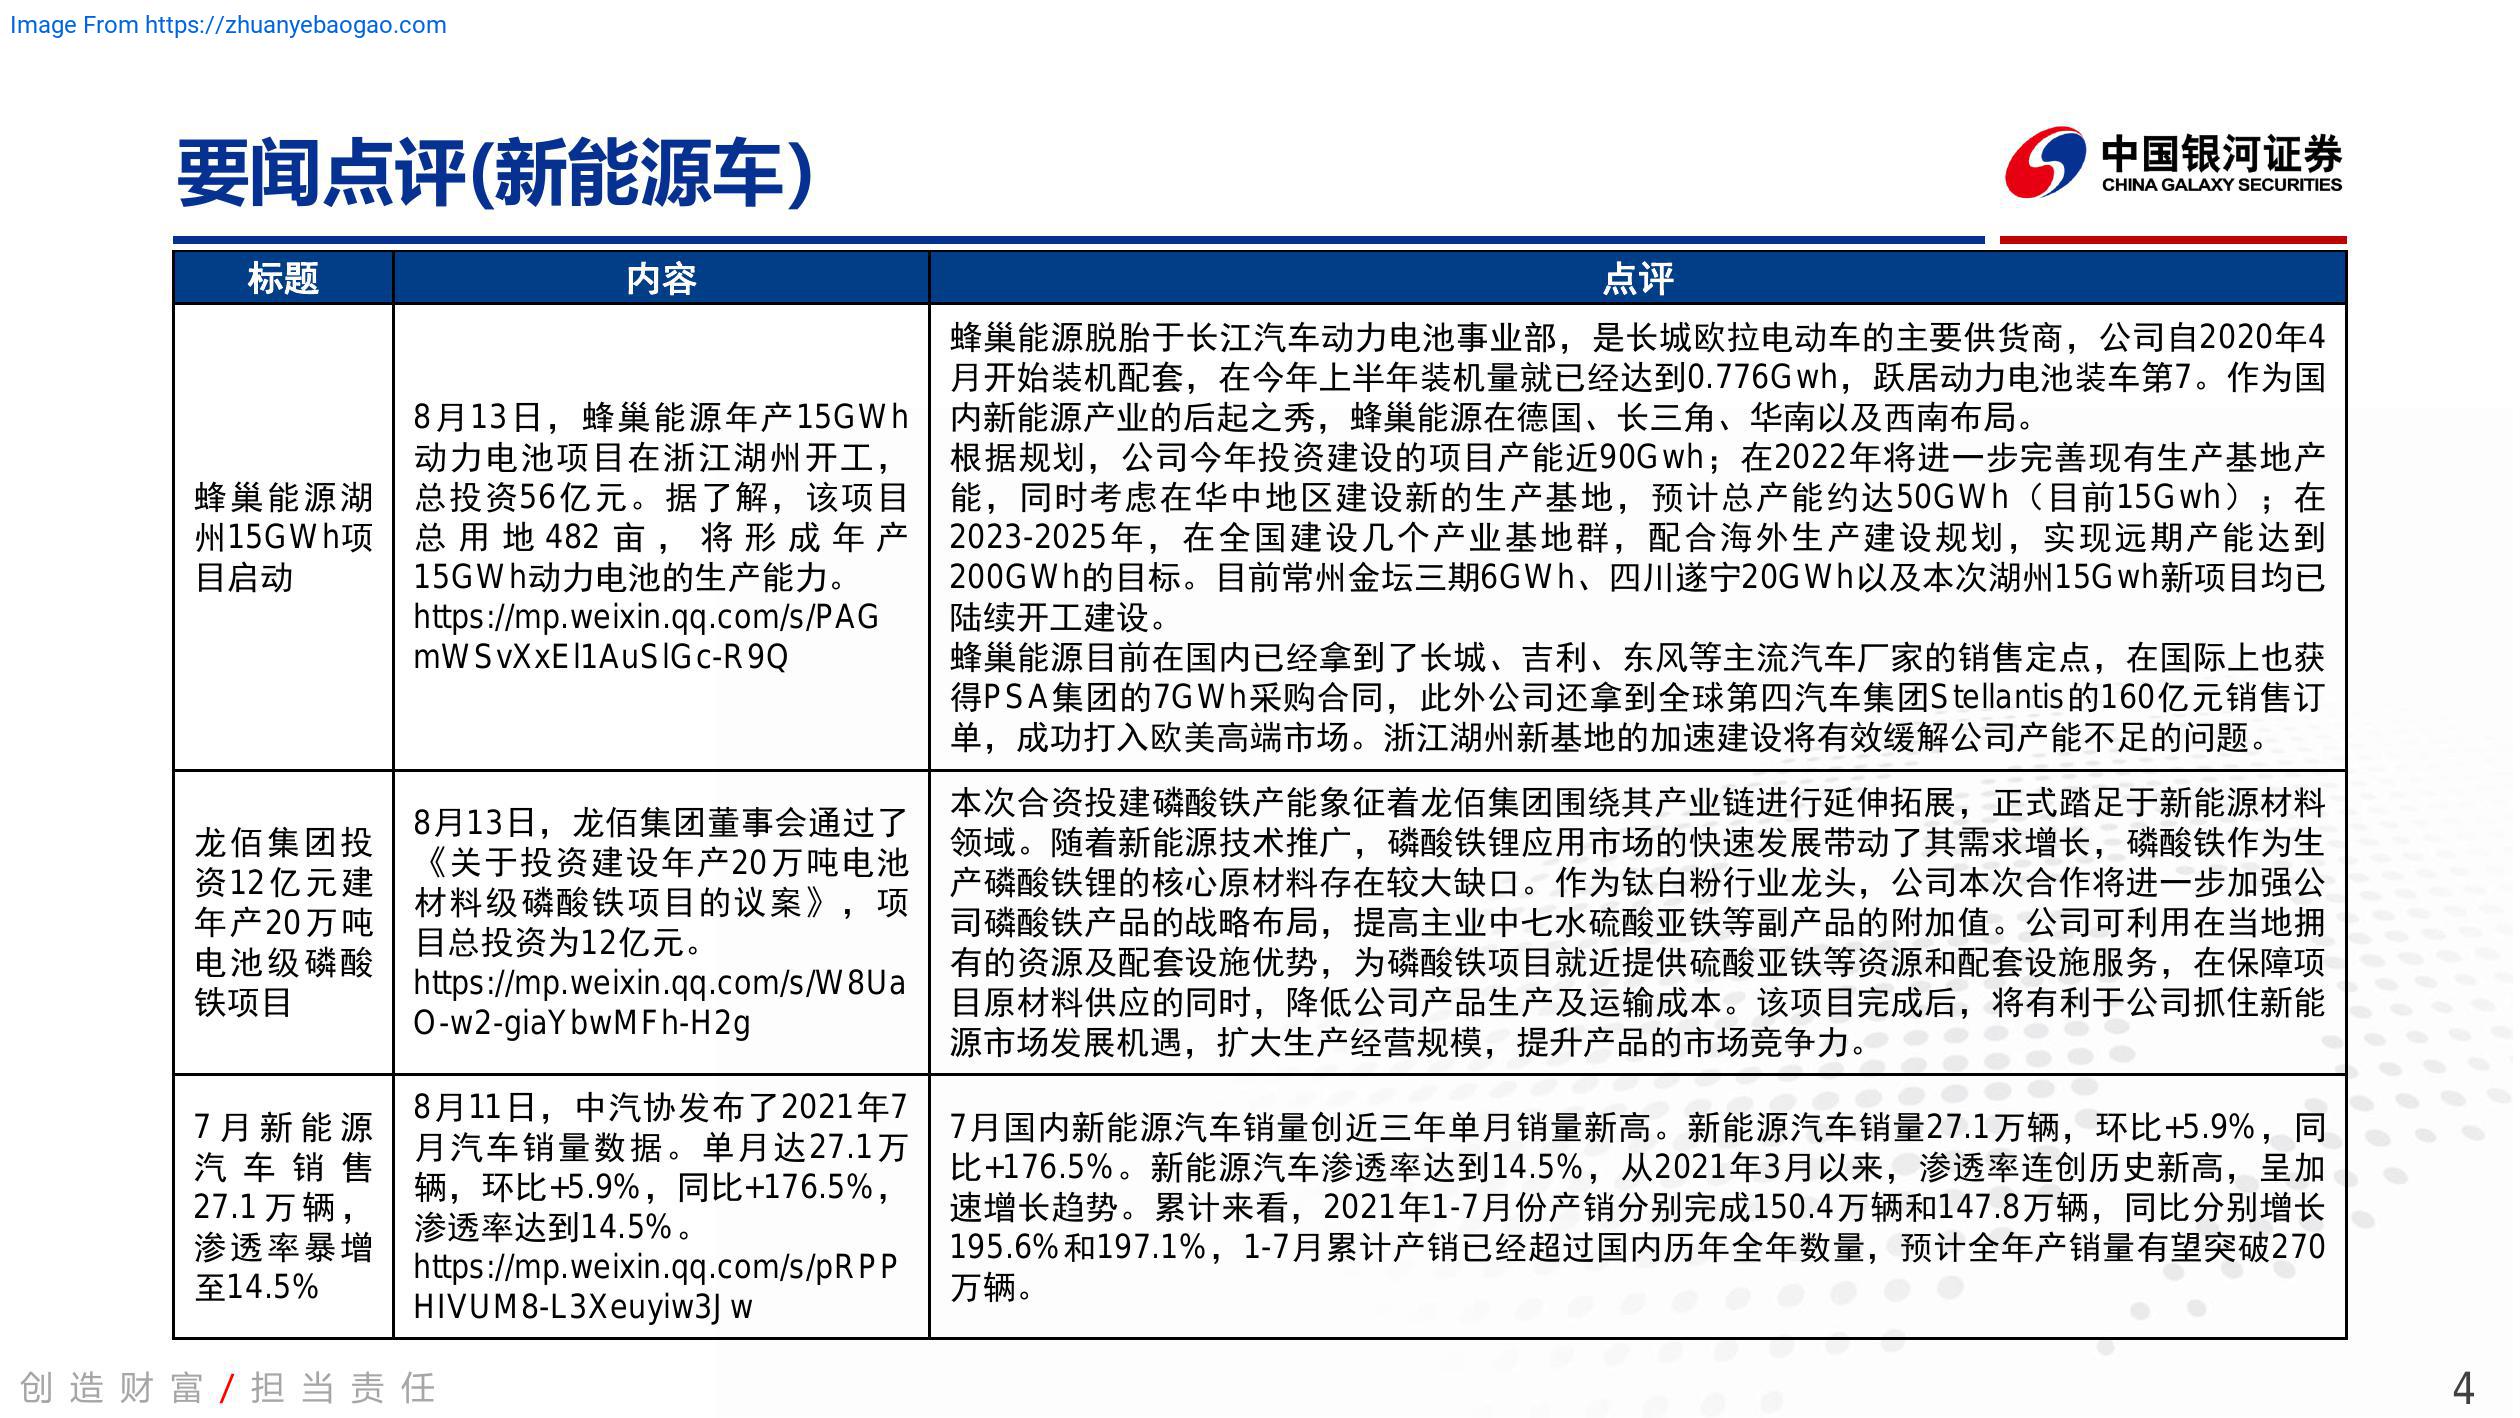 Image From https://zhuanyebaogao.com
要闻点评(新能源车)
中国银河证券
CHINA GALAXY SECURITIES
标题
内容
点评
蜂巢能源湖
州15GWh项
目启动
8月13日，蜂巢能源年产15GWh
动力电池项目在浙江湖州开工，
总投资56亿元。据了解，该项目
总用地482亩，将形成年产
15GWh动力电池的生产能力。
https://mp.weixin.qq.com/s/PAG
mWSvXxEl1AuSlGc-R9Q
蜂巢能源脱胎于长江汽车动力电池事业部，是长城欧拉电动车的主要供货商，公司自2020年4
月开始装机配套，在今年上半年装机量就已经达到0.776Gwh，跃居动力电池装车第7。作为国
内新能源产业的后起之秀，蜂巢能源在德国、长三角、华南以及西南布局。
根据规划，公司今年投资建设的项目产能近90Gwh；在2022年将进一步完善现有生产基地产
能，同时考虑在华中地区建设新的生产基地，预计总产能约达50GWh（目前15Gwh）；在
2023-2025年，在全国建设几个产业基地群，配合海外生产建设规划，实现远期产能达到
200GWh的目标。目前常州金坛三期6GWh、四川遂宁20GWh以及本次湖州15Gwh新项目均已
陆续开工建设。
蜂巢能源目前在国内已经拿到了长城、吉利、东风等主流汽车厂家的销售定点，在国际上也获
得PSA集团的7GWh采购合同，此外公司还拿到全球第四汽车集团Stellantis的160亿元销售订
单，成功打入欧美高端市场。浙江湖州新基地的加速建设将有效缓解公司产能不足的问题。
龙佰集团投
资12亿元建
年产20万吨
电池级磷酸
铁项目
8月13日，龙佰集团董事会通过了
《关于投资建设年产20万吨电池
材料级磷酸铁项目的议案》，项
目总投资为12亿元。
https://mp.weixin.qq.com/s/W8Ua
O-w2-giaYbwMFh-H2g
本次合资投建磷酸铁产能象征着龙佰集团围绕其产业链进行延伸拓展，正式踏足于新能源材料
领域。随着新能源技术推广，磷酸铁锂应用市场的快速发展带动了其需求增长，磷酸铁作为生
产磷酸铁锂的核心原材料存在较大缺口。作为钛白粉行业龙头，公司本次合作将进一步加强公
司磷酸铁产品的战略布局，提高主业中七水硫酸亚铁等副产品的附加值。公司可利用在当地拥
有的资源及配套设施优势，为磷酸铁项目就近提供硫酸亚铁等资源和配套设施服务，在保障项
目原材料供应的同时，降低公司产品生产及运输成本。该项目完成后，将有利于公司抓住新能
源市场发展机遇，扩大生产经营规模，提升产品的市场竞争力。
7月新能源
汽车销售
27.1万辆，
渗透率暴增
至14.5%
8月11日，中汽协发布了2021年7
月汽车销量数据。单月达27.1万
辆，环比+5.9%，同比+176.5%，
渗透率达到14.5%。
https://mp.weixin.qq.com/s/pRPP
HIVUM8-L3Xeuyiw3Jw
7月国内新能源汽车销量创近三年单月销量新高。新能源汽车销量27.1万辆，环比+5.9%，同
比+176.5%。新能源汽车渗透率达到14.5%，从2021年3月以来，渗透率连创历史新高，呈加
速增长趋势。累计来看，2021年1-7月份产销分别完成150.4万辆和147.8万辆，同比分别增长
195.6%和197.1%，1-7月累计产销已经超过国内历年全年数量，预计全年产销量有望突破270
万辆。
创造财富/担当责任
4